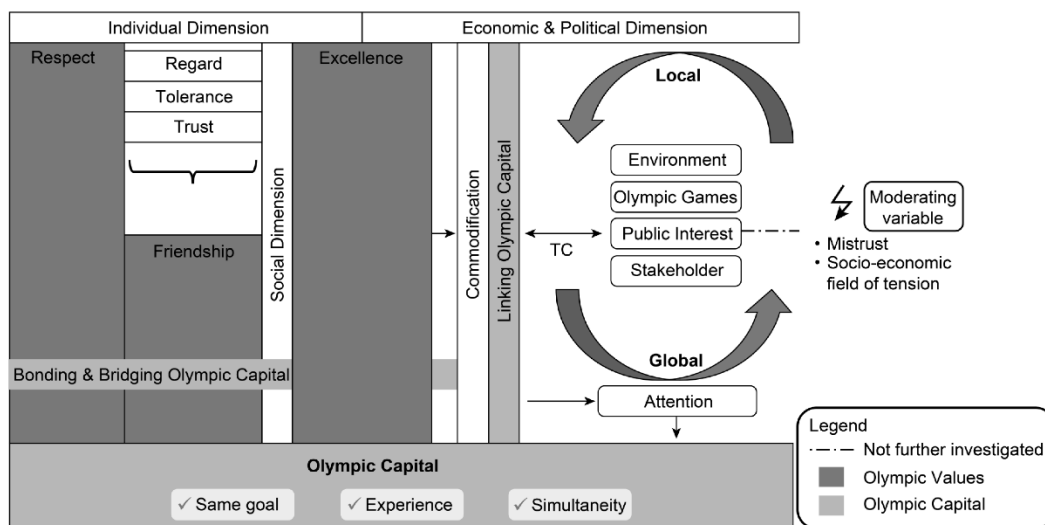 Individual Dimension
Economic & Political Dimension
Respect
Regard
Tolerance
Trust
Friendship
Social Dimension
Excellence
Commodification
Linking Olympic Capital
TC
Local
Environment
Olympic Games
Public Interest
Stakeholder
Global
Attention
Moderating
variable
• Mistrust
• Socio-economic
field of tension
Bonding & Bridging Olympic Capital
Olympic Capital
✓ Same goal
✓ Experience
✓ Simultaneity
Legend
Not further investigated
Olympic Values
Olympic Capital